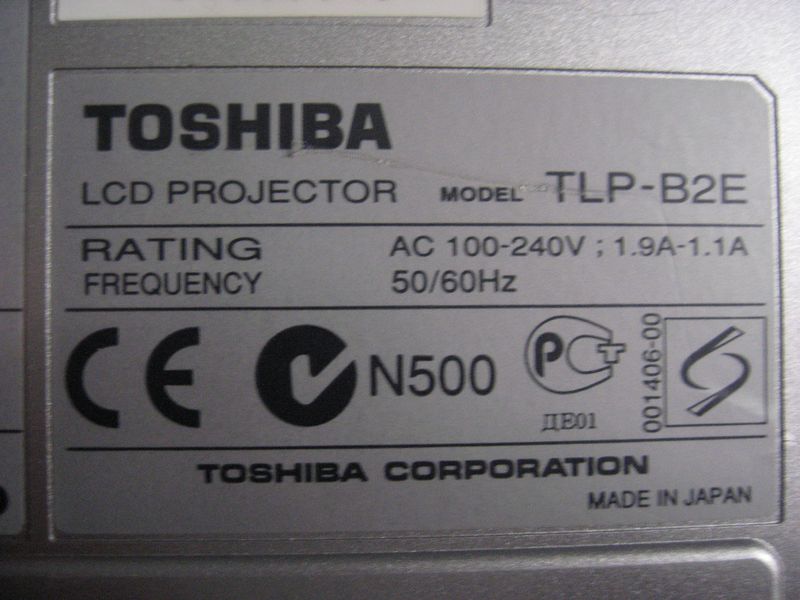 TOSHIBA
LCD PROJECTOR MODEL TLP-B2E
RATING AC 100-240V ; 1.9A-1.1A
FREQUENCY 50/60Hz
CE N500 PCT 001406-00
ДЕ01
TOSHIBA CORPORATION
MADE IN JAPAN